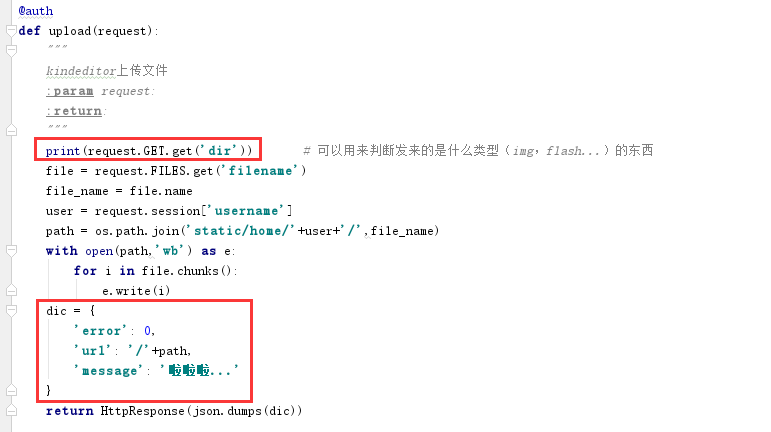 @auth
def upload(request):
"""
kindeditor上传文件
:param request:
:return:
"""
print(request.GET.get('dir')) # 可以用来判断发来的是什么类型（img，flash...）的东西
file = request.FILES.get('filename')
file_name = file.name
user = request.session['username']
path = os.path.join('static/home/'+user+'/',file_name)
with open(path,'wb') as e:
for i in file.chunks():
e.write(i)
dic = {
'error': 0,
'url': '/'+path,
'message': '啦啦啦...'
}
return HttpResponse(json.dumps(dic))